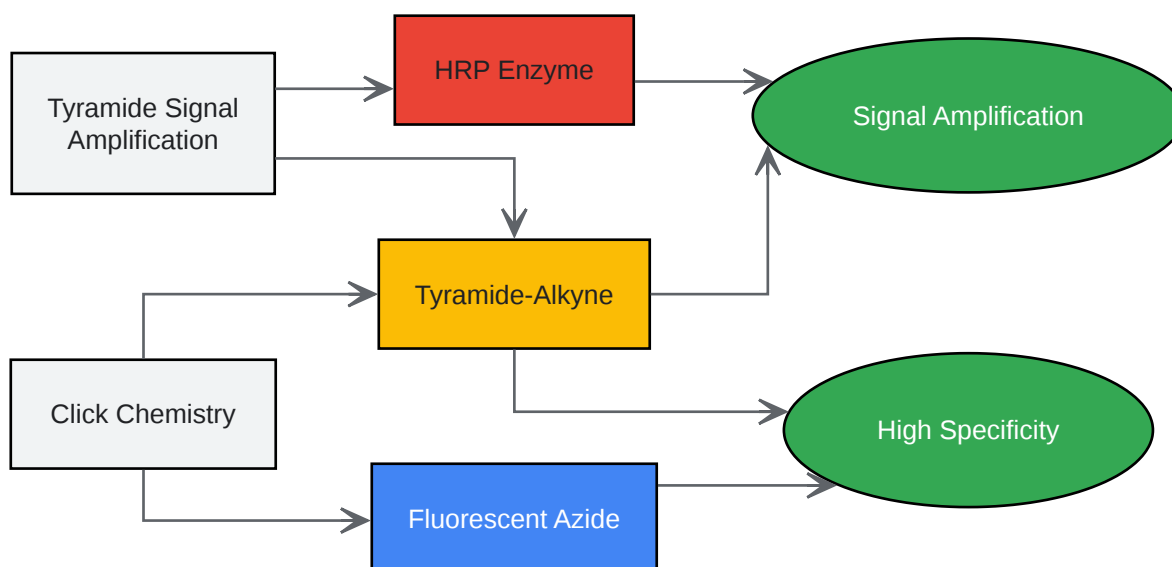 HRP Enzyme
Tyramide Signal
Amplification
Signal Amplification
Tyramide-Alkyne
Click Chemistry
High Specificity
Fluorescent Azide